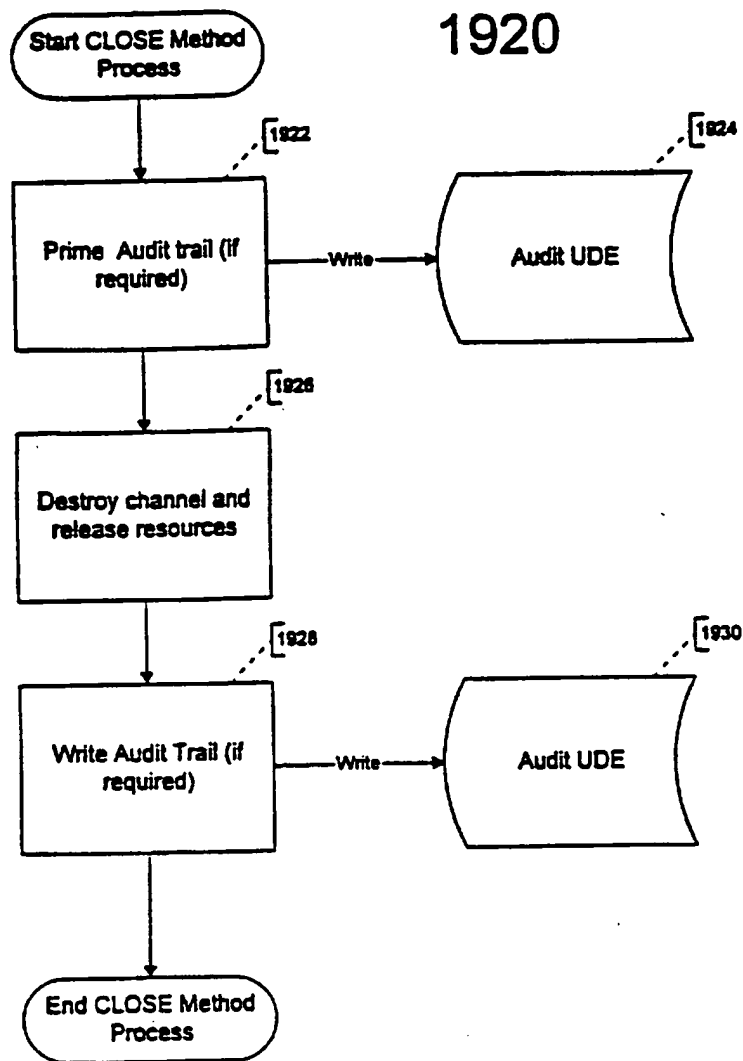 1920
Start CLOSE Method
Process
1922
1924
Prime Audit trail (if
required)
Write
Audit UDE
1926
Destroy channel and
release resources
1928
1930
Write Audit Trail (if
required)
Write
Audit UDE
End CLOSE Method
Process